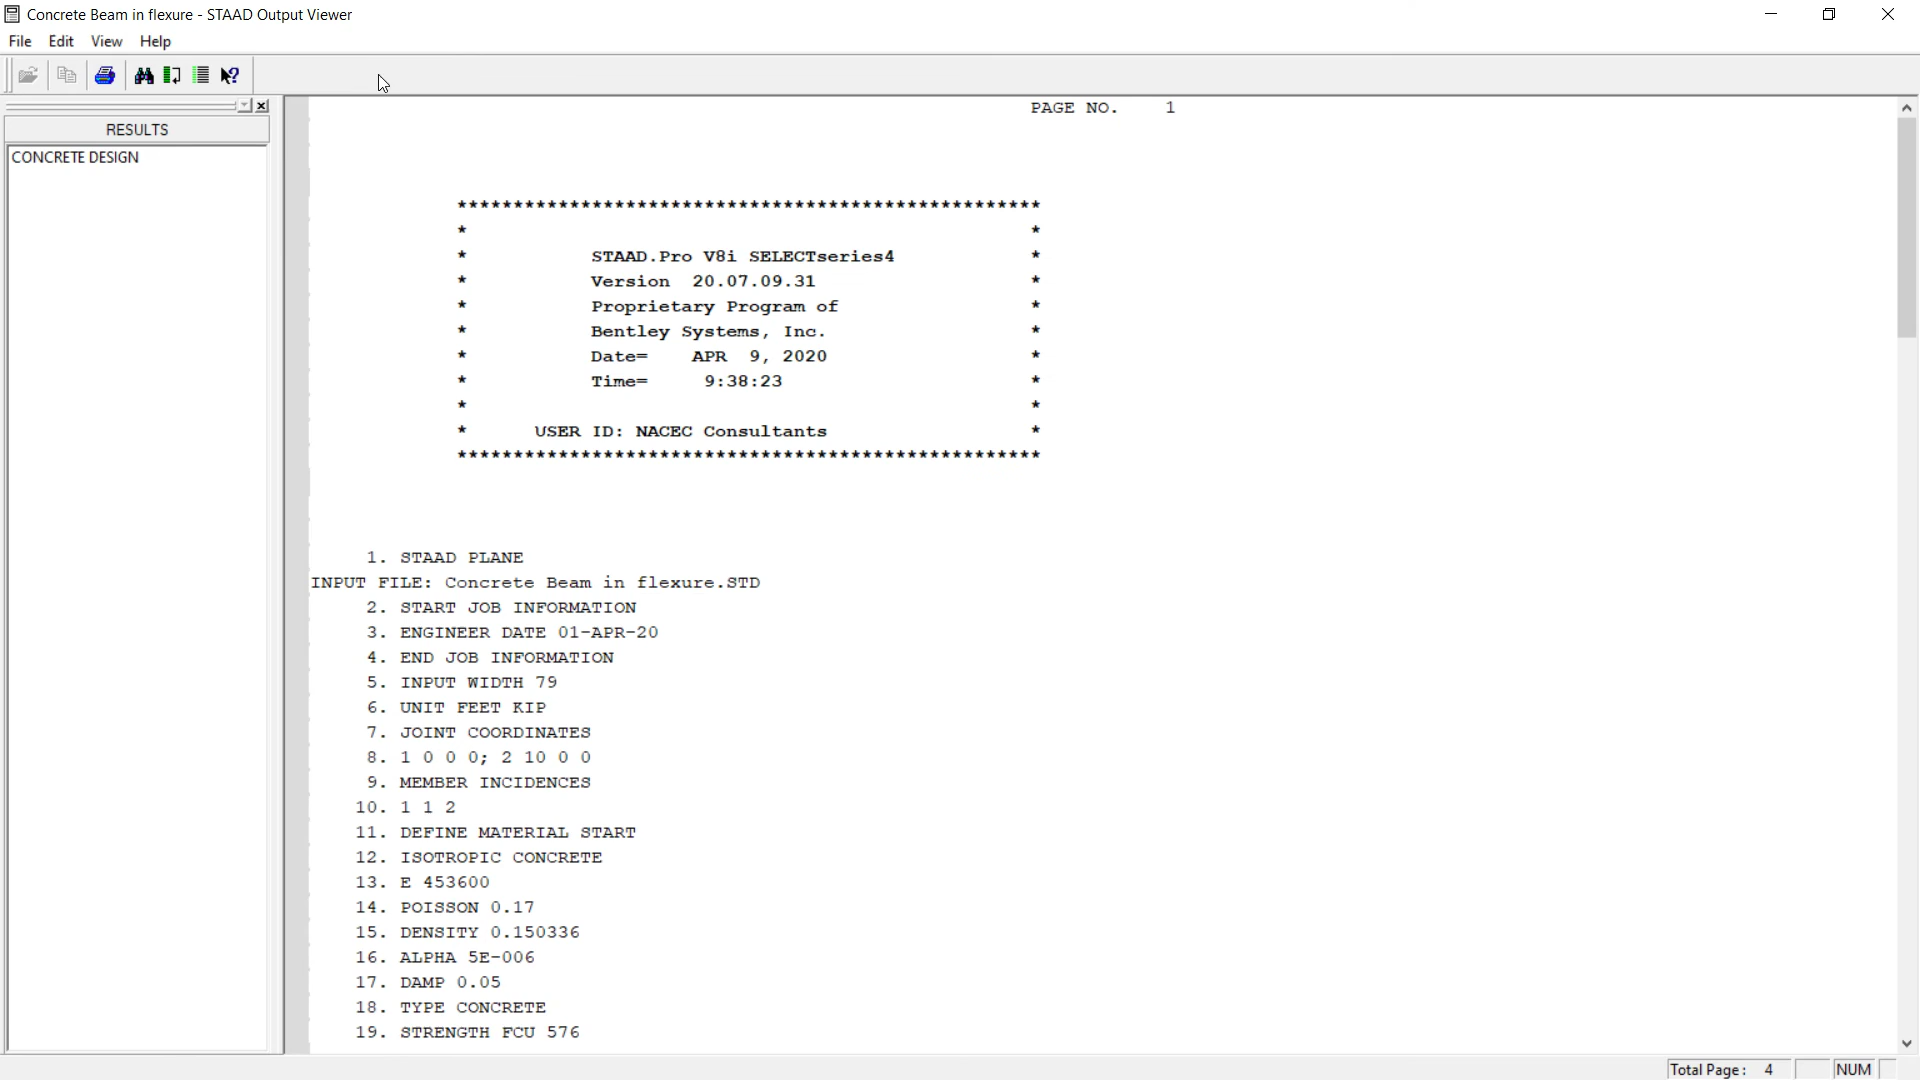 Concrete Beam in flexure - STAAD Output Viewer
File Edit View Help
RESULTS
CONCRETE DESIGN
PAGE NO. 1
****************************************************
* *
* STAAD.Pro V8i SELECTseries4 *
* Version 20.07.09.31 *
* Proprietary Program of *
* Bentley Systems, Inc. *
* Date= APR 9, 2020 *
* Time= 9:38:23 *
* *
* USER ID: NACEC Consultants *
****************************************************
1. STAAD PLANE
INPUT FILE: Concrete Beam in flexure.STD
2. START JOB INFORMATION
3. ENGINEER DATE 01-APR-20
4. END JOB INFORMATION
5. INPUT WIDTH 79
6. UNIT FEET KIP
7. JOINT COORDINATES
8. 1 0 0 0; 2 10 0 0
9. MEMBER INCIDENCES
10. 1 1 2
11. DEFINE MATERIAL START
12. ISOTROPIC CONCRETE
13. E 453600
14. POISSON 0.17
15. DENSITY 0.150336
16. ALPHA 5E-006
17. DAMP 0.05
18. TYPE CONCRETE
19. STRENGTH FCU 576
Total Page: 4 NUM